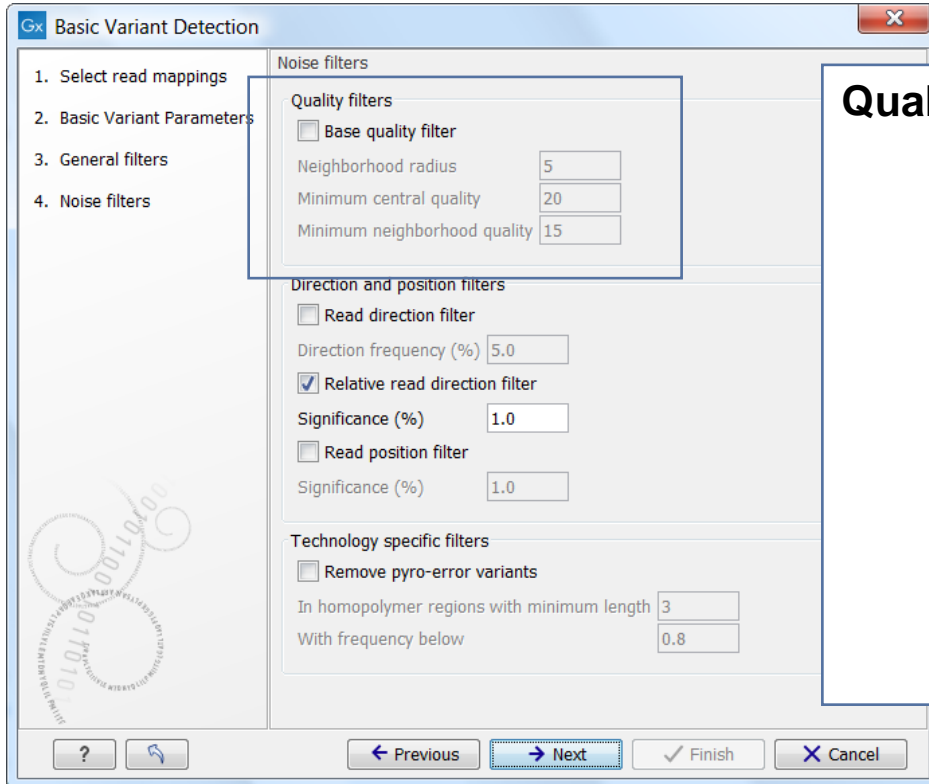 Gx Basic Variant Detection
1. Select read mappings
2. Basic Variant Parameters
3. General filters
4. Noise filters
Noise filters
Quality filters
Base quality filter
Neighborhood radius 5
Minimum central quality 20
Minimum neighborhood quality 15
Direction and position filters
Read direction filter
Direction frequency (%) 5.0
Relative read direction filter
Significance (%) 1.0
Read position filter
Significance (%) 1.0
Technology specific filters
Remove pyro-error variants
In homopolymer regions with minimum length 3
With frequency below 0.8
? Previous Next Finish Cancel